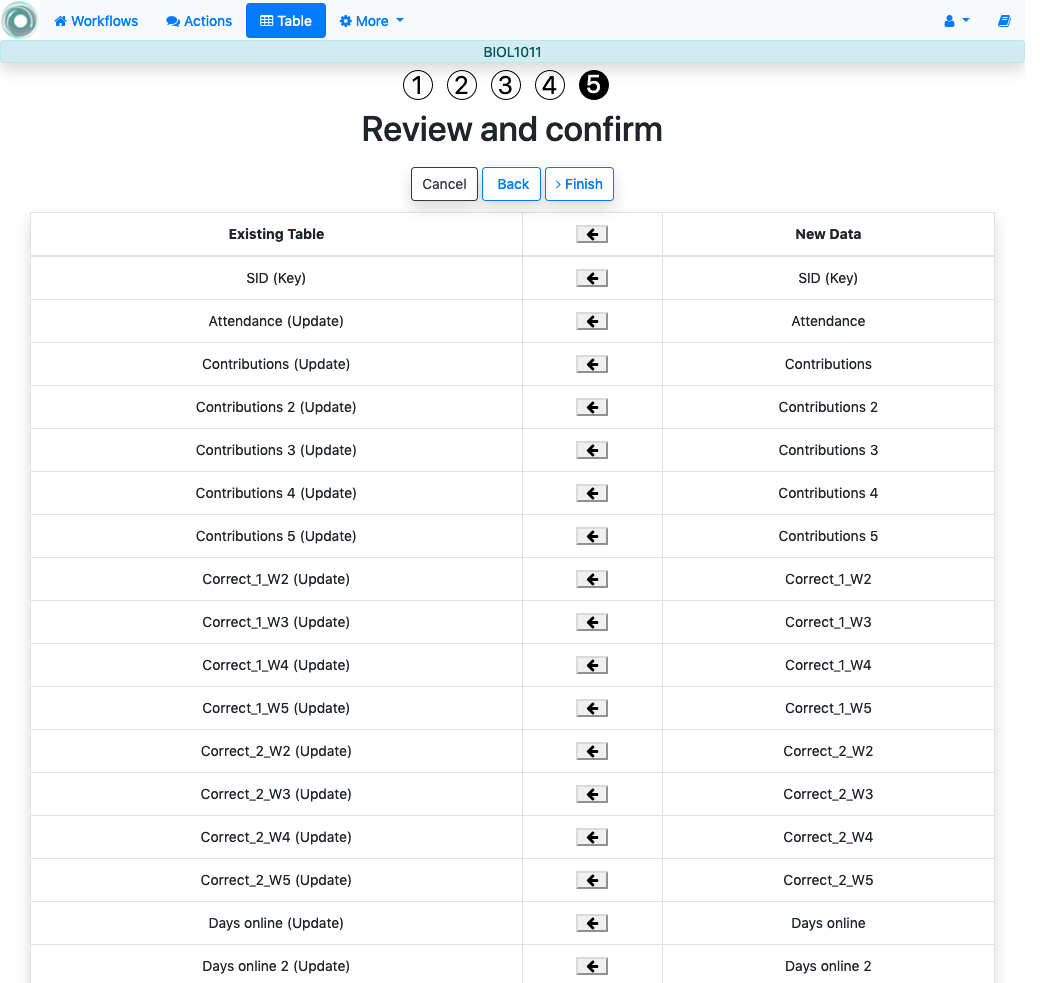 Workflows Actions Table More
BIOL1011
1 2 3 4 5
Review and confirm
Cancel Back > Finish
Existing Table ← New Data
SID (Key) ← SID (Key)
Attendance (Update) ← Attendance
Contributions (Update) ← Contributions
Contributions 2 (Update) ← Contributions 2
Contributions 3 (Update) ← Contributions 3
Contributions 4 (Update) ← Contributions 4
Contributions 5 (Update) ← Contributions 5
Correct_1_W2 (Update) ← Correct_1_W2
Correct_1_W3 (Update) ← Correct_1_W3
Correct_1_W4 (Update) ← Correct_1_W4
Correct_1_W5 (Update) ← Correct_1_W5
Correct_2_W2 (Update) ← Correct_2_W2
Correct_2_W3 (Update) ← Correct_2_W3
Correct_2_W4 (Update) ← Correct_2_W4
Correct_2_W5 (Update) ← Correct_2_W5
Days online (Update) ← Days online
Days online 2 (Update) ← Days online 2